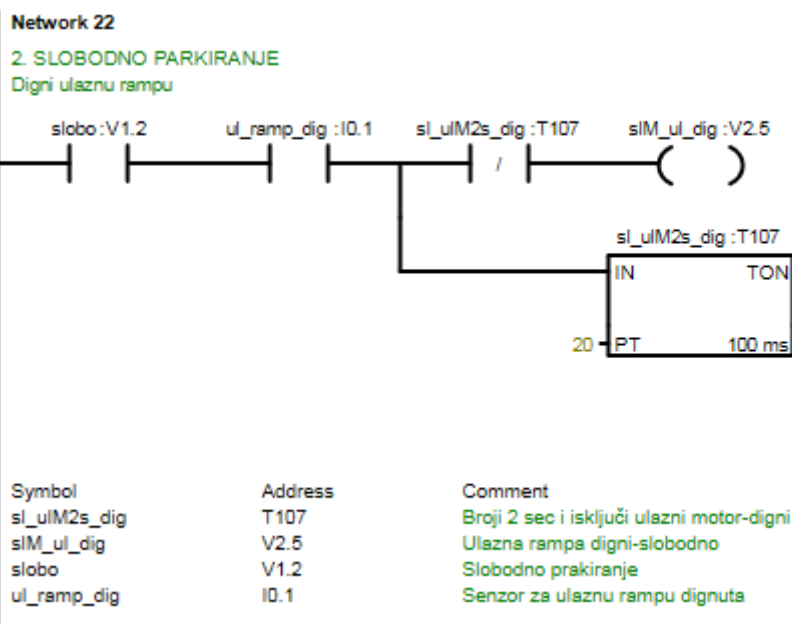 Network 22
2. SLOBODNO PARKIRANJE
Digni ulaznu rampu
slobo:V1.2 ul_ramp_dig :I0.1 sl_ulM2s_dig :T107 slM_ul_dig :V2.5
/
sl_ulM2s_dig :T107
IN TON
20 PT 100 ms
Symbol Address Comment
sl_ulM2s_dig T107 Broji 2 sec i isključi ulazni motor-digni
slM_ul_dig V2.5 Ulazna rampa digni-slobodno
slobo V1.2 Slobodno prakiranje
ul_ramp_dig I0.1 Senzor za ulaznu rampu dignuta